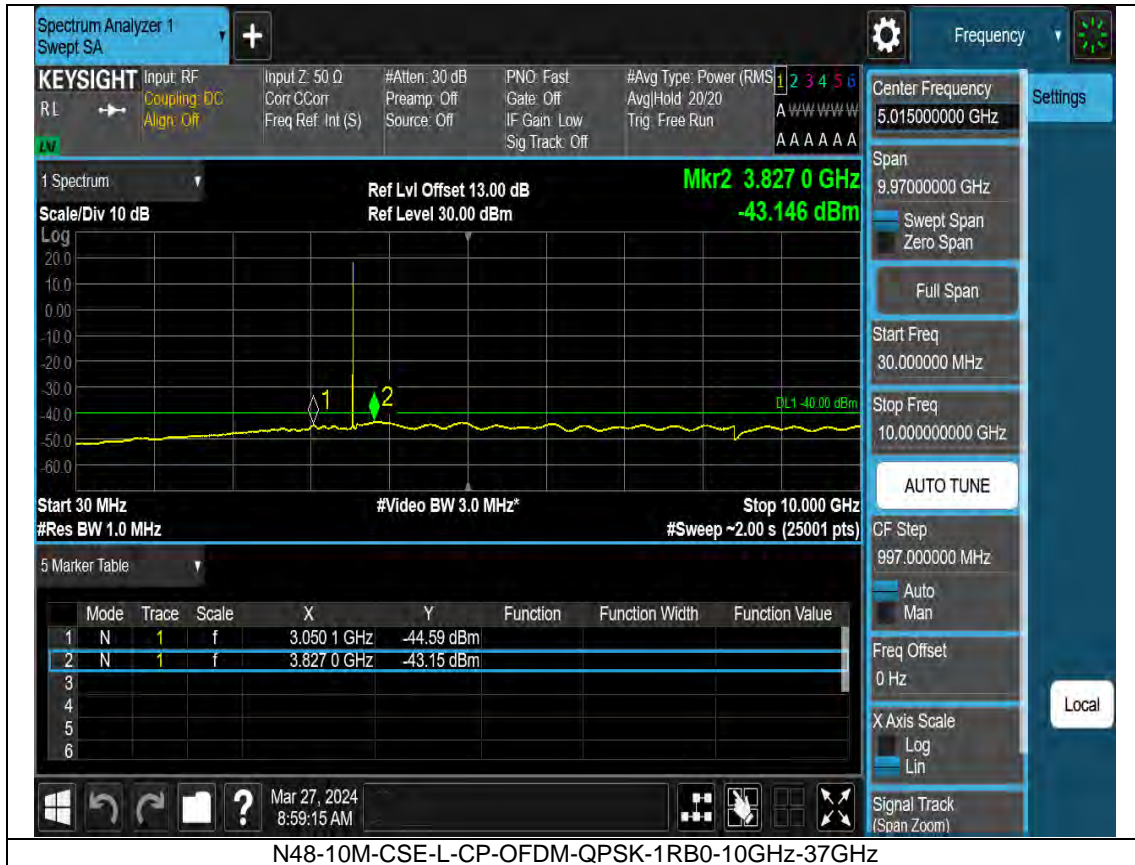 Spectrum Analyzer 1
Swept SA
+
Frequency
KEYSIGHT
RL
LXI
Input: RF
Coupling: DC
Align: Off
Input Z: 50 Ω
Corr CCorr
Freq Ref: Int (S)
#Atten: 30 dB
Preamp: Off
Source: Off
PNO: Fast
Gate: Off
IF Gain: Low
Sig Track: Off
#Avg Type: Power (RMS
Avg|Hold: 20/20
Trig: Free Run
1 2 3 4 5 6
A W W W W W
A A A A A A
Center Frequency
5.015000000 GHz
Settings
Span
9.97000000 GHz
Swept Span
Zero Span
Full Span
Start Freq
30.000000 MHz
Stop Freq
10.000000000 GHz
AUTO TUNE
CF Step
997.000000 MHz
Auto
Man
Freq Offset
0 Hz
X Axis Scale
Log
Lin
Signal Track
(Span Zoom)
Local
1 Spectrum
Scale/Div 10 dB
Log
Ref Lvl Offset 13.00 dB
Ref Level 30.00 dBm
Mkr2 3.827 0 GHz
-43.146 dBm
20.0
10.0
0.00
-10.0
-20.0
-30.0
-40.0
-50.0
-60.0
1
2
DL1 -40.00 dBm
Start 30 MHz
#Res BW 1.0 MHz
#Video BW 3.0 MHz*
Stop 10.000 GHz
#Sweep ~2.00 s (25001 pts)
5 Marker Table
Mode Trace Scale X Y Function Function Width Function Value
1 N 1 f 3.050 1 GHz -44.59 dBm
2 N 1 f 3.827 0 GHz -43.15 dBm
3
4
5
6
?
Mar 27, 2024
8:59:15 AM
N48-10M-CSE-L-CP-OFDM-QPSK-1RB0-10GHz-37GHz